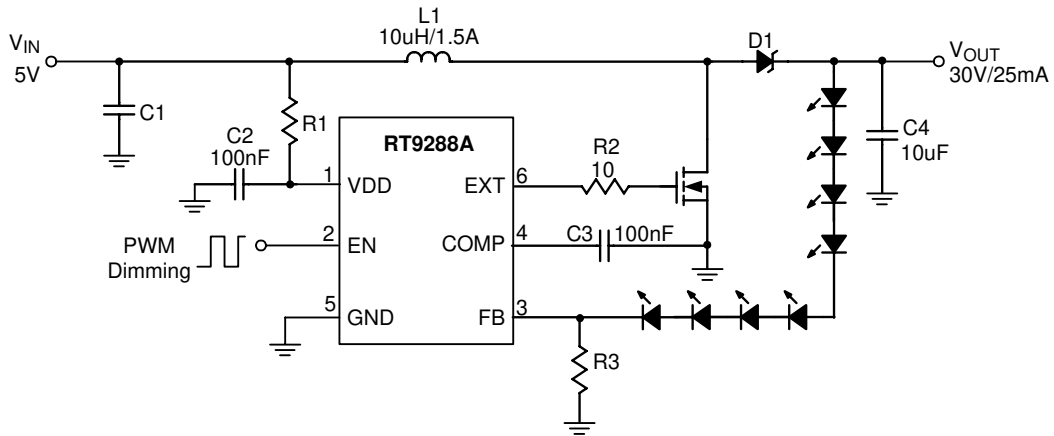 L1
10uH/1.5A
D1
VIN
5V
VOUT
30V/25mA
C1
R1
C2
100nF
RT9288A
R2
10
C4
10uF
1
VDD
EXT
6
PWM
Dimming
2
EN
COMP
4
C3
100nF
5
GND
FB
3
R3